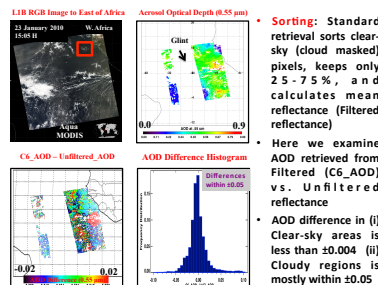 L1B RGB Image to East of Africa
23 January 2010 W. Africa
15:05 H
Aqua
MODIS
Aerosol Optical Depth (0.55 µm)
Glint
0.0 0.9
AOD at .55 um
C6_AOD – Unfiltered_AOD
-0.02 0.02
AOD Difference Histogram
Differences
within ±0.05
• Sorting: Standard
retrieval sorts clear-
sky (cloud masked)
pixels, keeps only
25-75%, and
calculates mean
reflectance (Filtered
reflectance)
• Here we examine
AOD retrieved from
Filtered (C6_AOD)
vs. Unfiltered
reflectance
• AOD difference in (i)
Clear-sky areas is
less than ±0.004 (ii)
Cloudy regions is
mostly within ±0.05